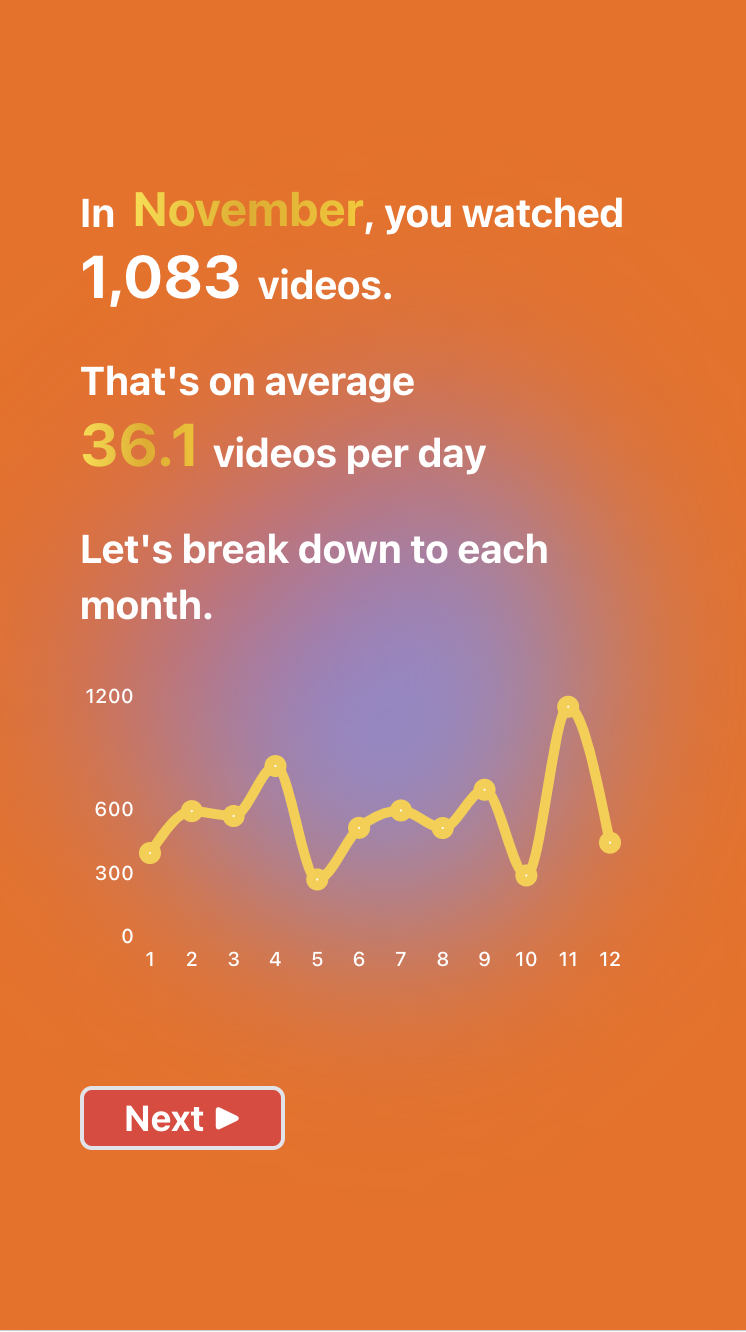 In November, you watched
1,083 videos.
That's on average
36.1 videos per day
Let's break down to each
month.
1200
600
300
0
1 2 3 4 5 6 7 8 9 10 11 12
Next